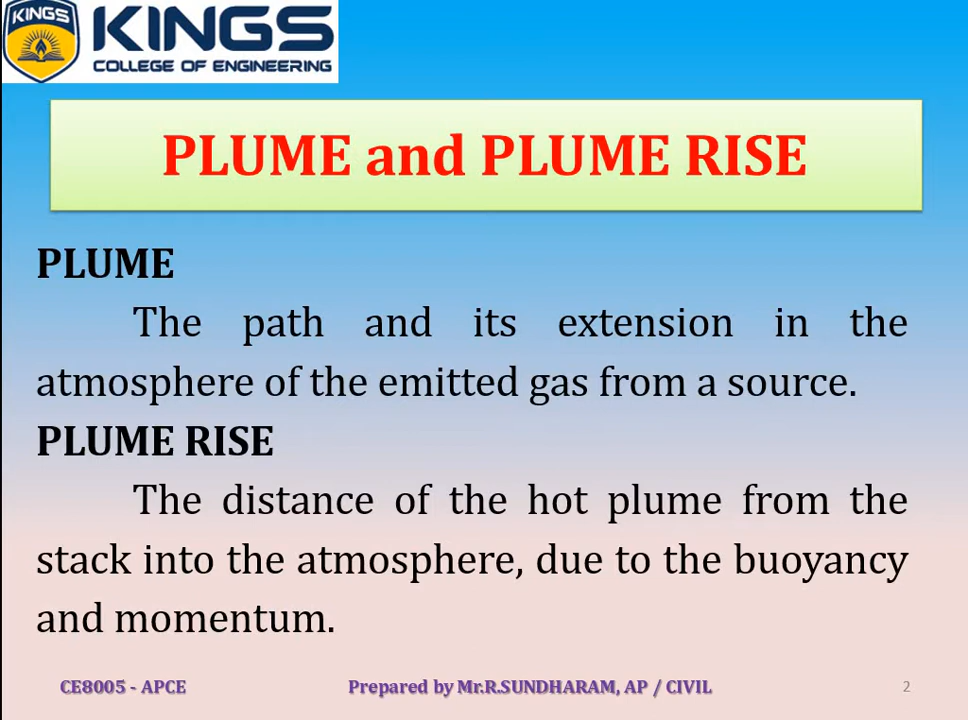 KINGS
KINGS
COLLEGE OF ENGINEERING
PLUME and PLUME RISE
PLUME
The path and its extension in the
atmosphere of the emitted gas from a source.
PLUME RISE
The distance of the hot plume from the
stack into the atmosphere, due to the buoyancy
and momentum.
CE8005 - APCE Prepared by Mr.R.SUNDHARAM, AP / CIVIL 2